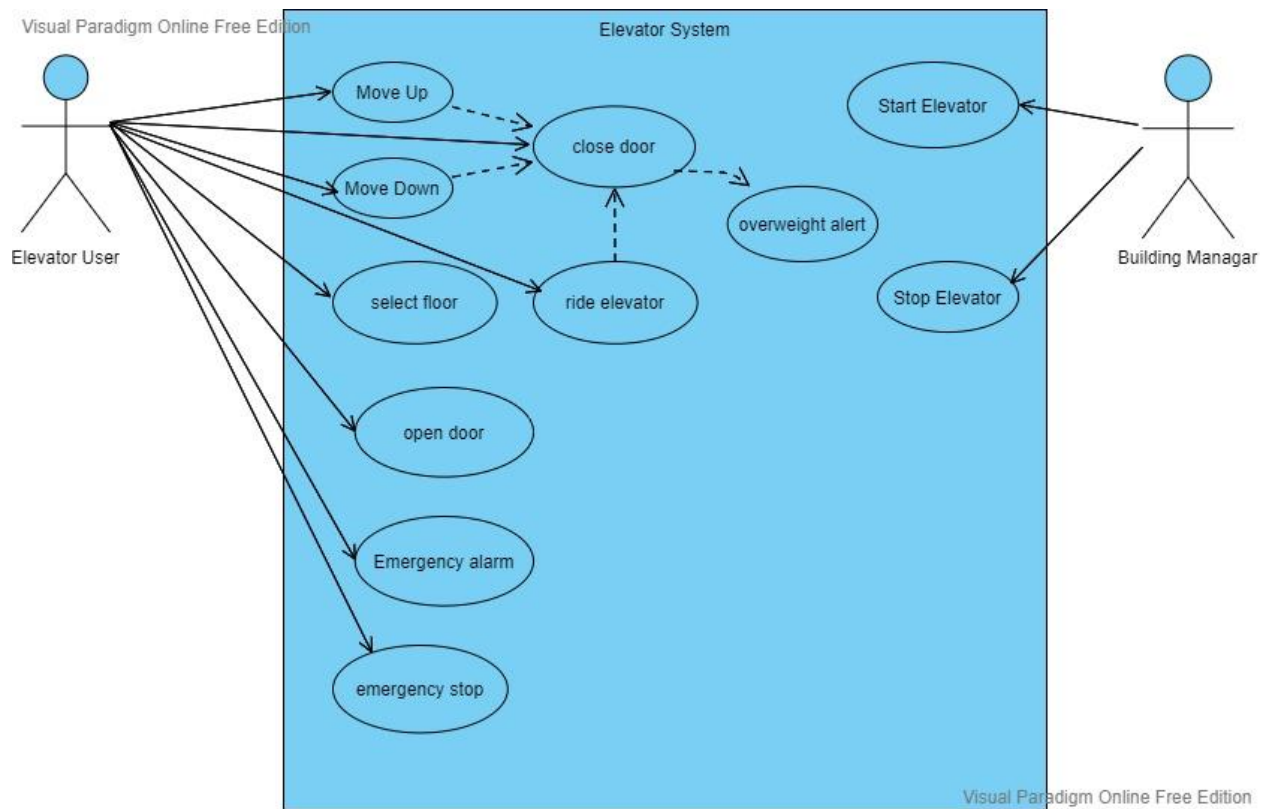 Visual Paradigm Online Free Edition
Elevator System
Move Up
close door
Start Elevator
Move Down
overweight alert
Elevator User
Building Managar
select floor
ride elevator
Stop Elevator
open door
Emergency alarm
emergency stop
Visual Paradigm Online Free Edition